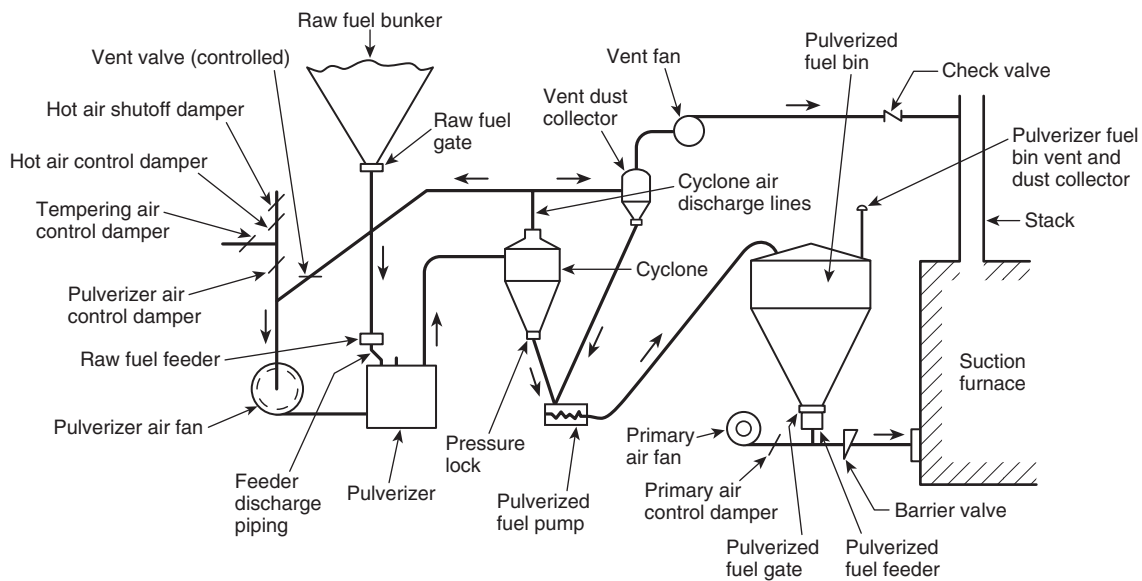 Raw fuel bunker
Vent valve (controlled)
Hot air shutoff damper
Hot air control damper
Tempering air
control damper
Pulverizer air
control damper
Raw fuel feeder
Pulverizer air fan
Feeder
discharge
piping
Pulverizer
Raw fuel
gate
Pressure
lock
Cyclone
Cyclone air
discharge lines
Vent dust
collector
Vent fan
Pulverized
fuel pump
Pulverized
fuel bin
Check valve
Pulverizer fuel
bin vent and
dust collector
Stack
Suction
furnace
Primary
air fan
Primary air
control damper
Pulverized
fuel gate
Pulverized
fuel feeder
Barrier valve